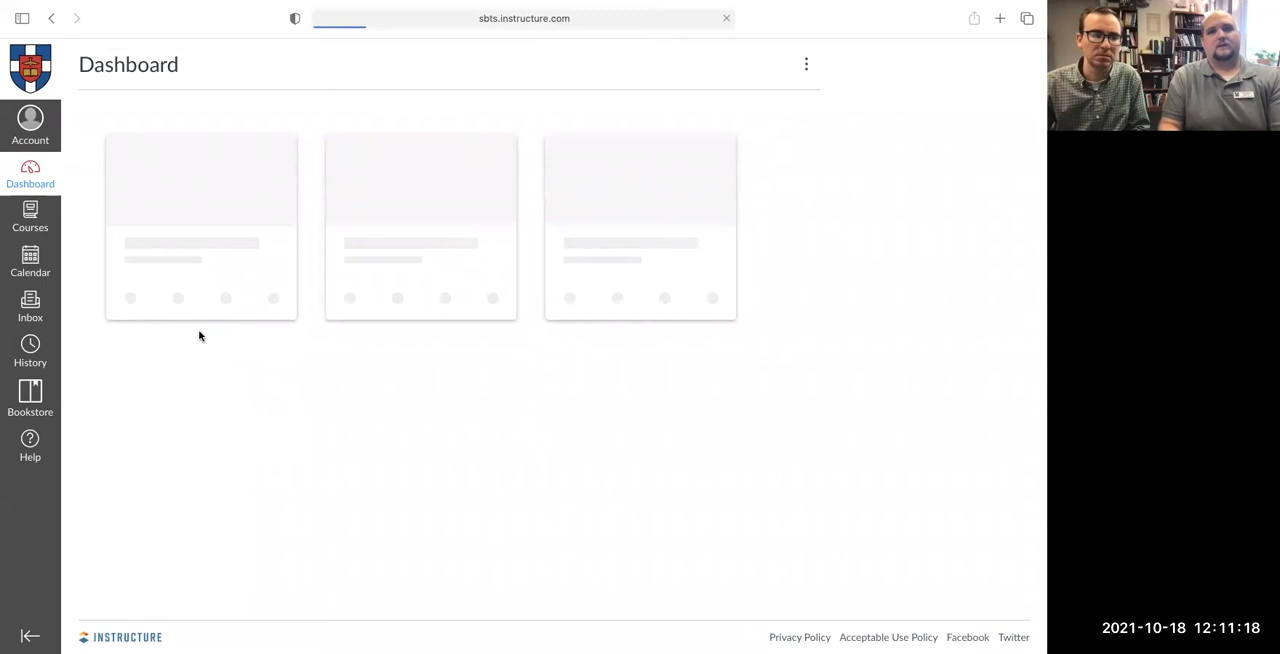 sbts.instructure.com
Dashboard
Account
Dashboard
Courses
Calendar
Inbox
History
Bookstore
Help
INSTRUCTURE
Privacy Policy Acceptable Use Policy Facebook Twitter
2021-10-18 12:11:18